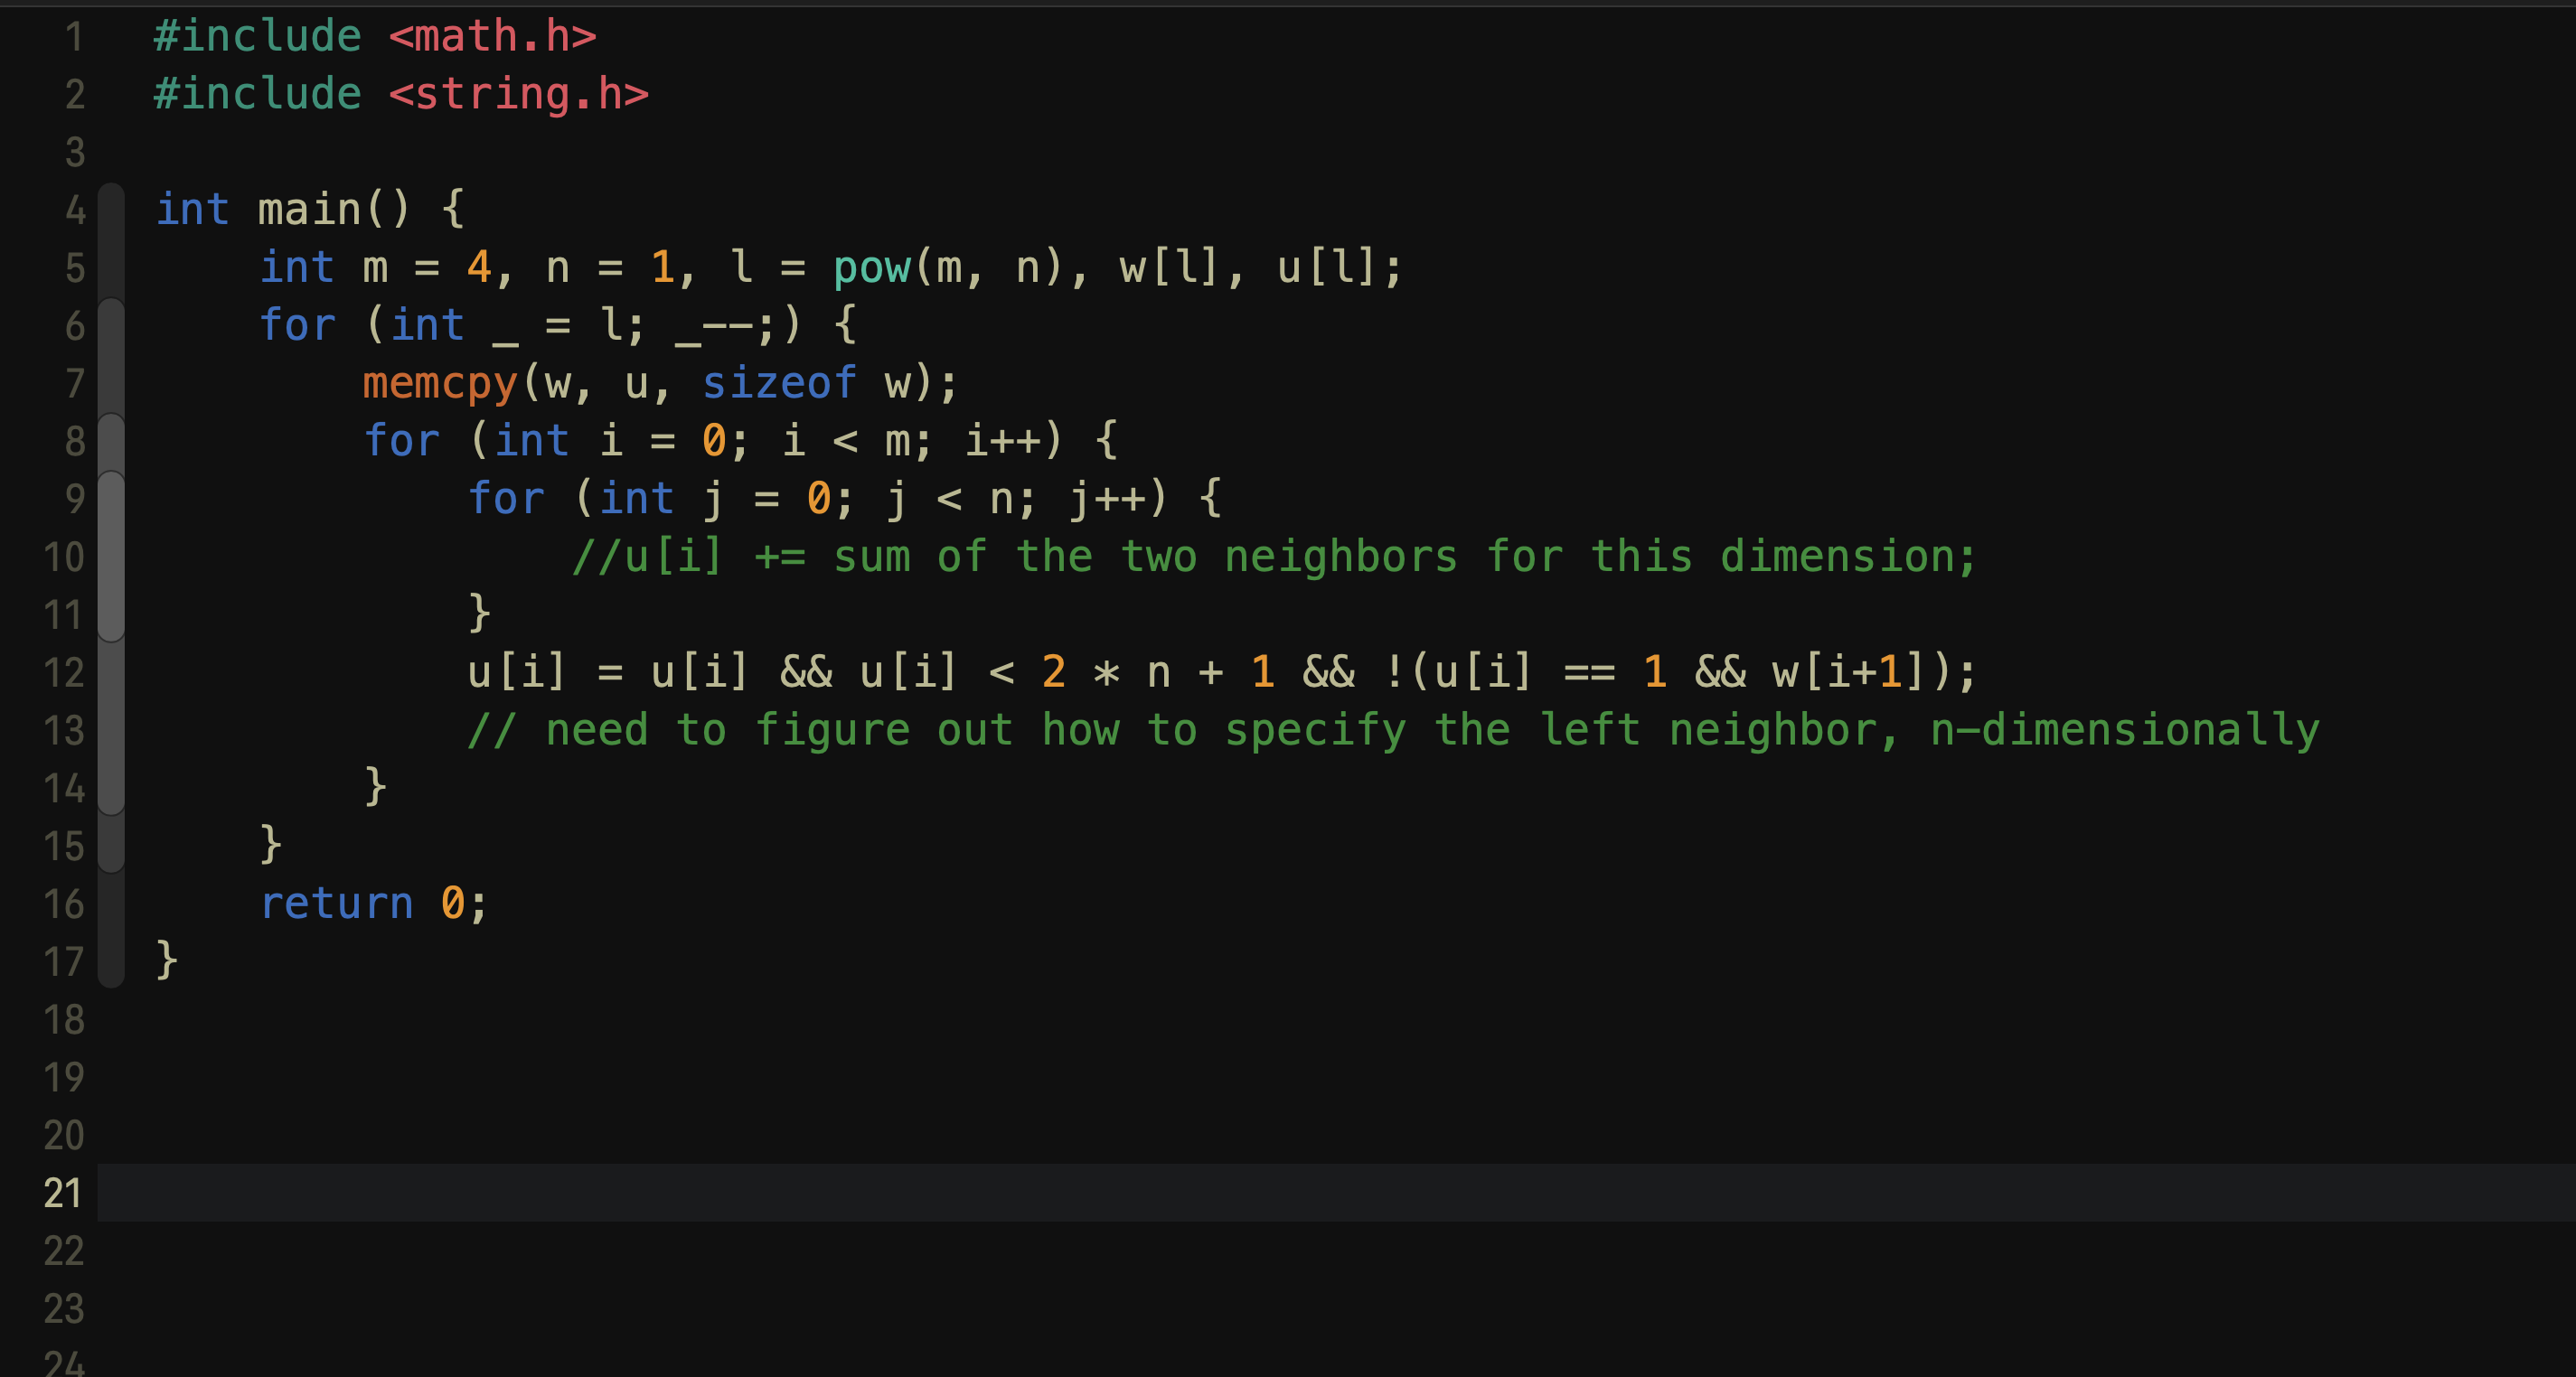 1 #include <math.h>
2 #include <string.h>
3
4 int main() {
5     int m = 4, n = 1, l = pow(m, n), w[l], u[l];
6     for (int _ = l; _--;) {
7         memcpy(w, u, sizeof w);
8         for (int i = 0; i < m; i++) {
9             for (int j = 0; j < n; j++) {
10                 //u[i] += sum of the two neighbors for this dimension;
11             }
12             u[i] = u[i] && u[i] < 2 * n + 1 && !(u[i] == 1 && w[i+1]);
13             // need to figure out how to specify the left neighbor, n-dimensionally
14         }
15     }
16     return 0;
17 }
18
19
20
21
22
23
24